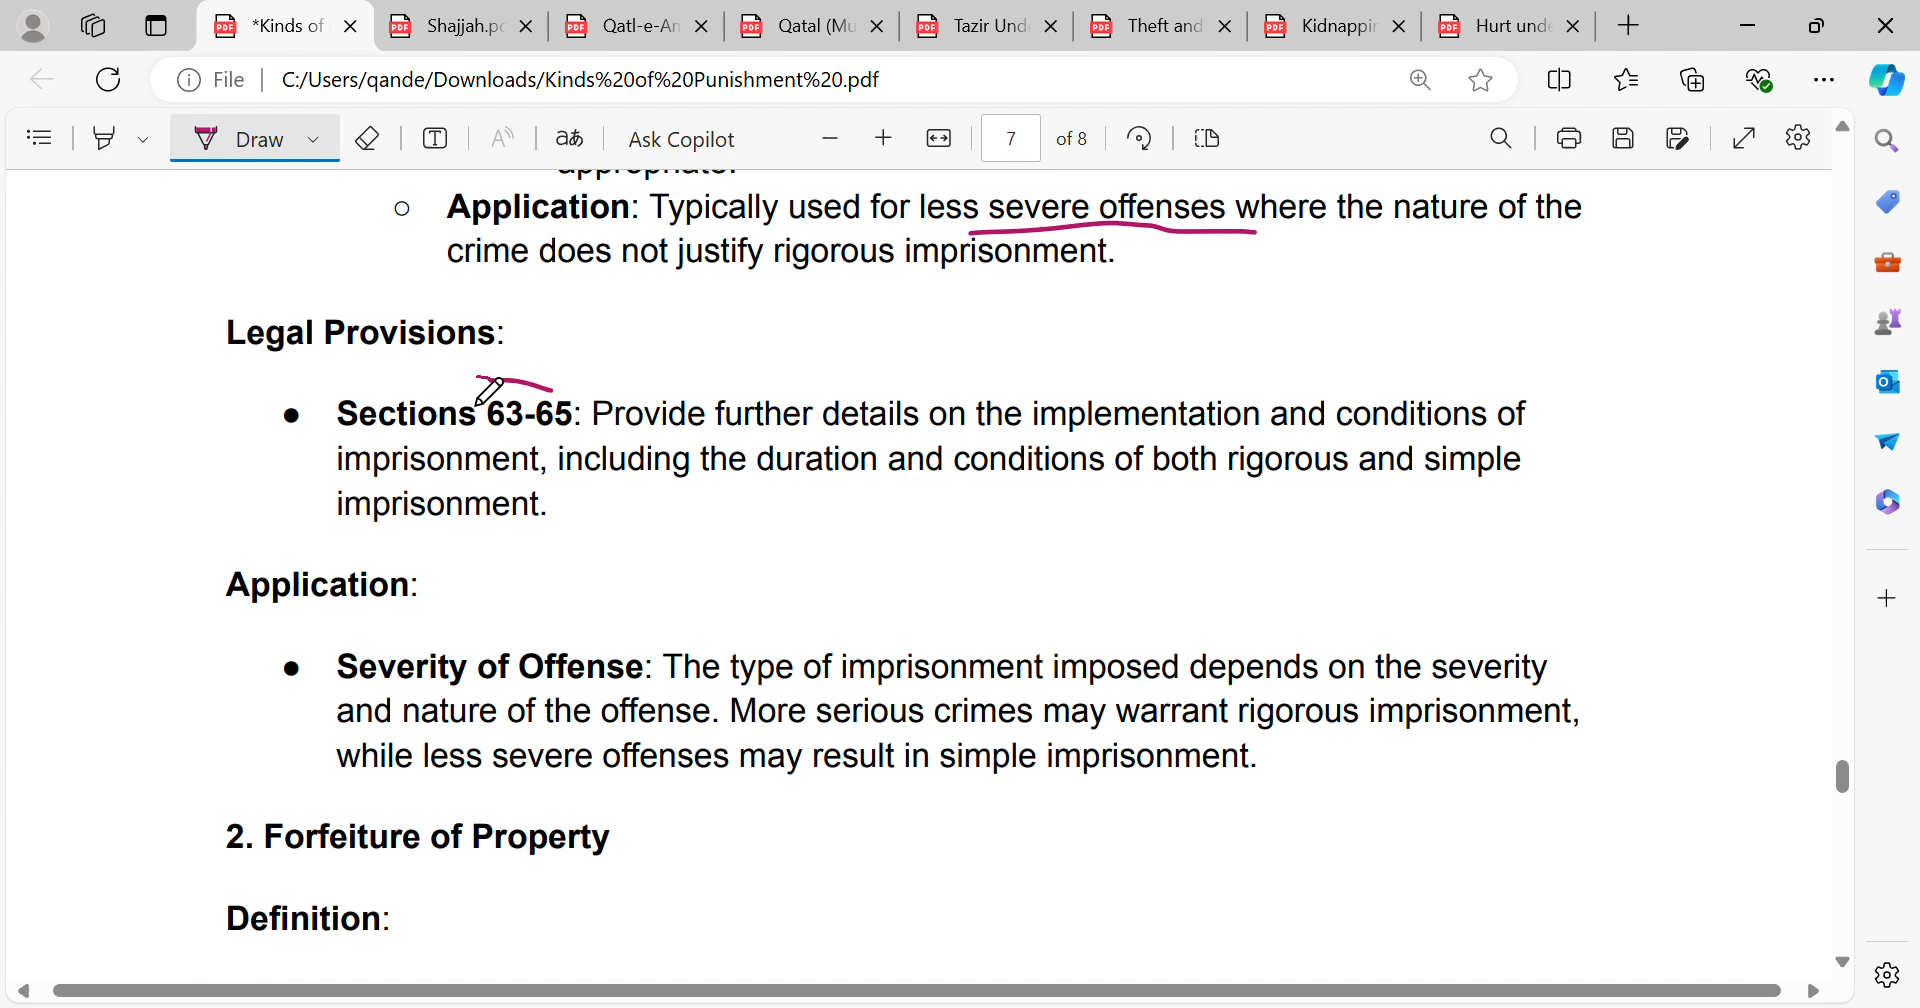 *Kinds of
Shajjah.pc
Qatl-e-An
Qatal (Mu
Tazir Und
Theft and
Kidnappin
Hurt unde
File
C:/Users/qande/Downloads/Kinds%20of%20Punishment%20.pdf
Draw
Ask Copilot
7 of 8
appropriate.
Application: Typically used for less severe offenses where the nature of the
crime does not justify rigorous imprisonment.
Legal Provisions:
Sections 63-65: Provide further details on the implementation and conditions of
imprisonment, including the duration and conditions of both rigorous and simple
imprisonment.
Application:
Severity of Offense: The type of imprisonment imposed depends on the severity
and nature of the offense. More serious crimes may warrant rigorous imprisonment,
while less severe offenses may result in simple imprisonment.
2. Forfeiture of Property
Definition: